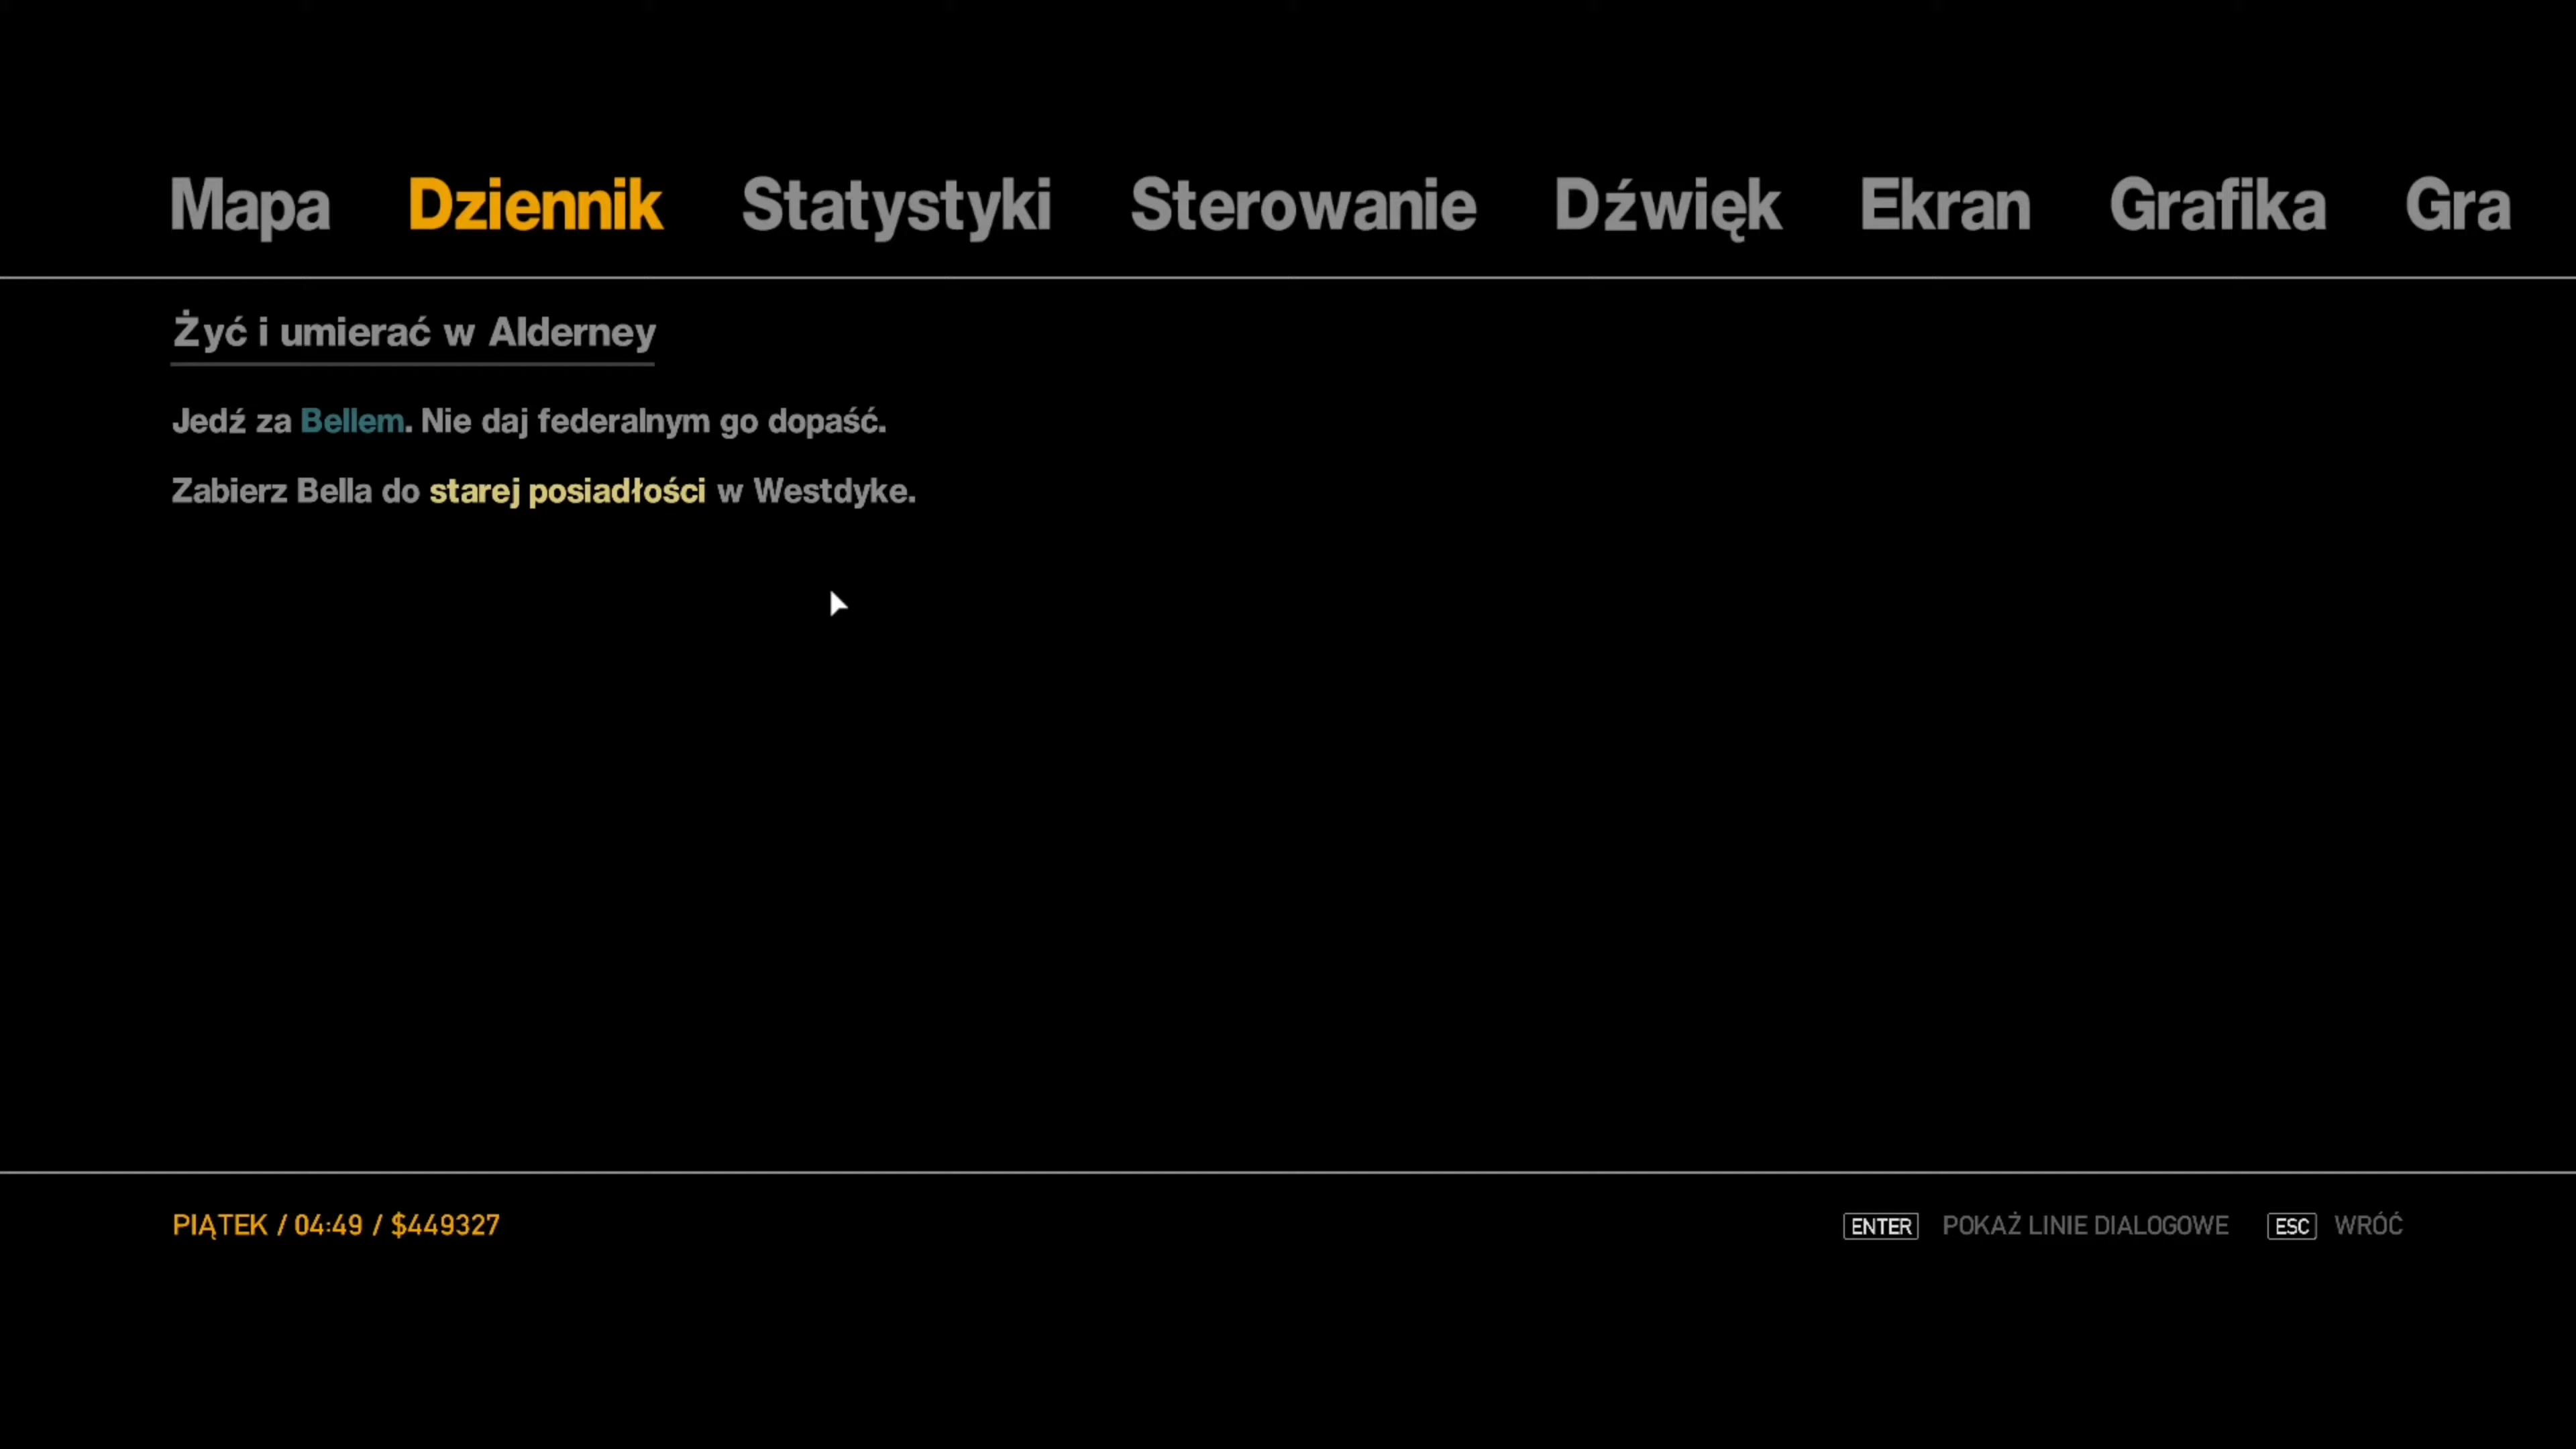 Mapa Dziennik Statystyki Sterowanie Dźwięk Ekran Grafika Gra
Żyć i umierać w Alderney
Jedź za Bellem. Nie daj federalnym go dopaść.
Zabierz Bella do starej posiadłości w Westdyke.
PIĄTEK / 04:49 / $449327
ENTER POKAŻ LINIE DIALOGOWE ESC WRÓĆ